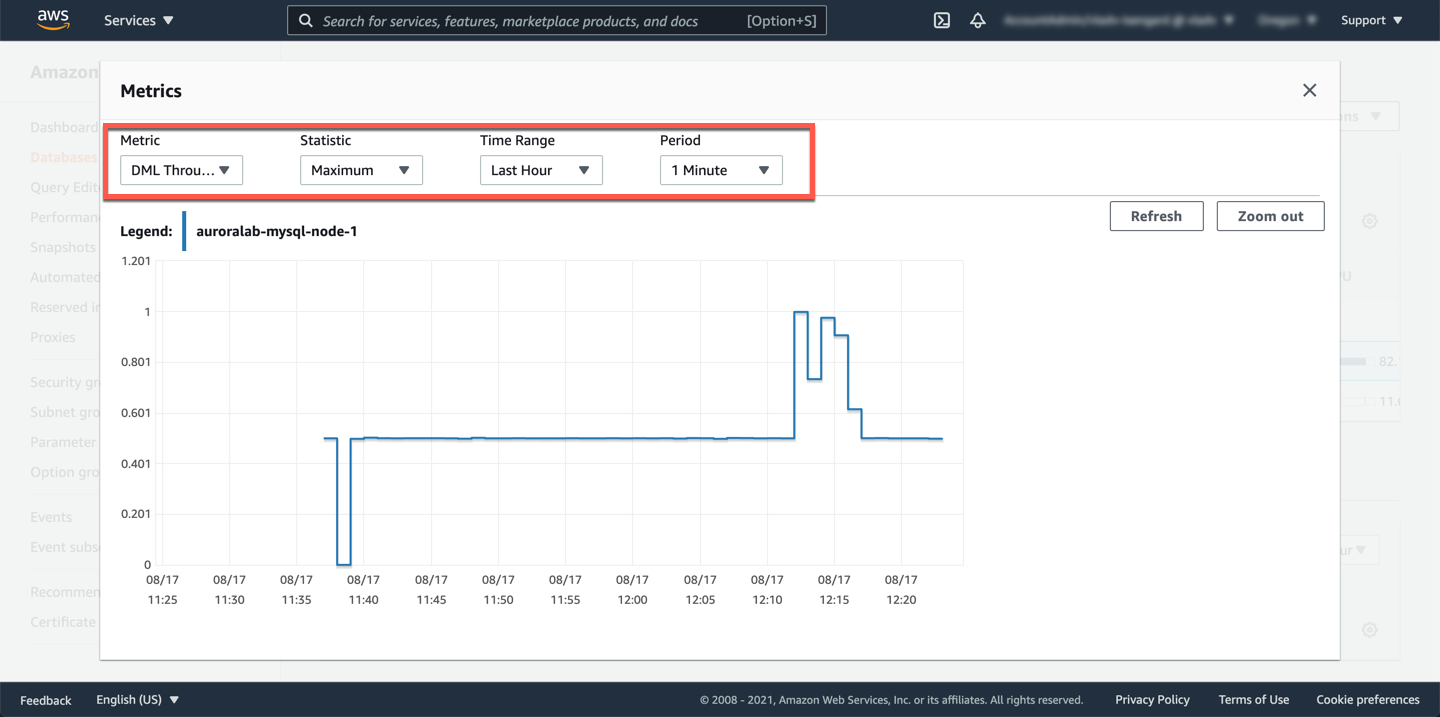 aws
Services
Search for services, features, marketplace products, and docs [Option+S]
Support
Amazon
Metrics
Dashboard
Databases
Query Edit
Performan
Snapshots
Automated
Reserved in
Proxies
Security gr
Subnet gro
Parameter
Option gro
Events
Event subs
Recommen
Certificate
Metric Statistic Time Range Period
DML Throu... Maximum Last Hour 1 Minute
Refresh Zoom out
Legend: auroralab-mysql-node-1
1.201
1
0.801
0.601
0.401
0.201
0
08/17 08/17 08/17 08/17 08/17 08/17 08/17 08/17 08/17 08/17 08/17 08/17
11:25 11:30 11:35 11:40 11:45 11:50 11:55 12:00 12:05 12:10 12:15 12:20
Feedback English (US) © 2008 - 2021, Amazon Web Services, Inc. or its affiliates. All rights reserved. Privacy Policy Terms of Use Cookie preferences